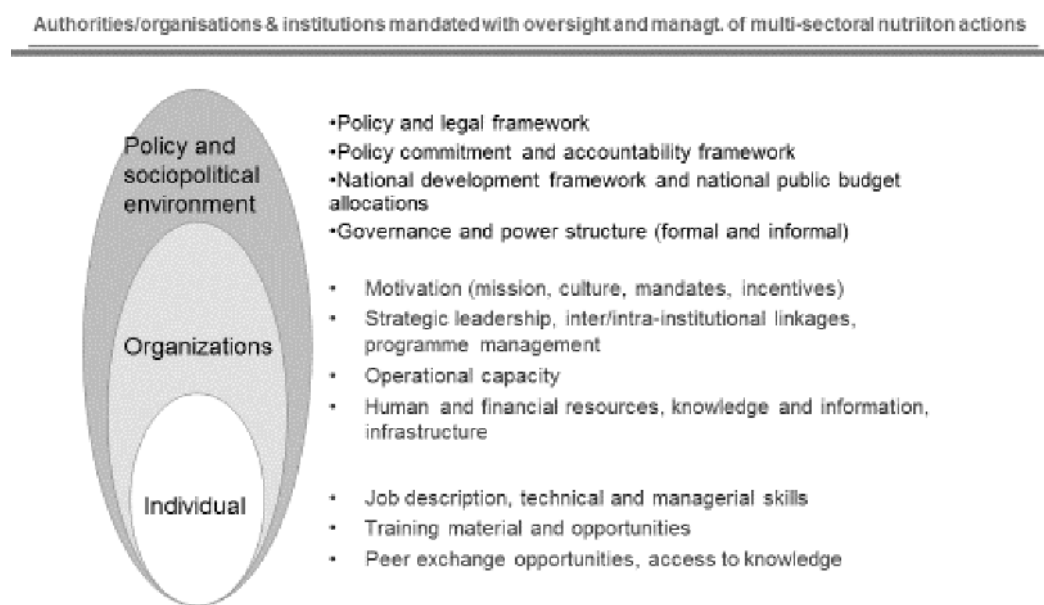 Authorities/organisations & institutions mandated with oversight and managt. of multi-sectoral nutriiton actions
Policy and
sociopolitical
environment
•Policy and legal framework
•Policy commitment and accountability framework
•National development framework and national public budget
allocations
•Governance and power structure (formal and informal)
Organizations
• Motivation (mission, culture, mandates, incentives)
• Strategic leadership, inter/intra-institutional linkages,
programme management
• Operational capacity
• Human and financial resources, knowledge and information,
infrastructure
Individual
• Job description, technical and managerial skills
• Training material and opportunities
• Peer exchange opportunities, access to knowledge